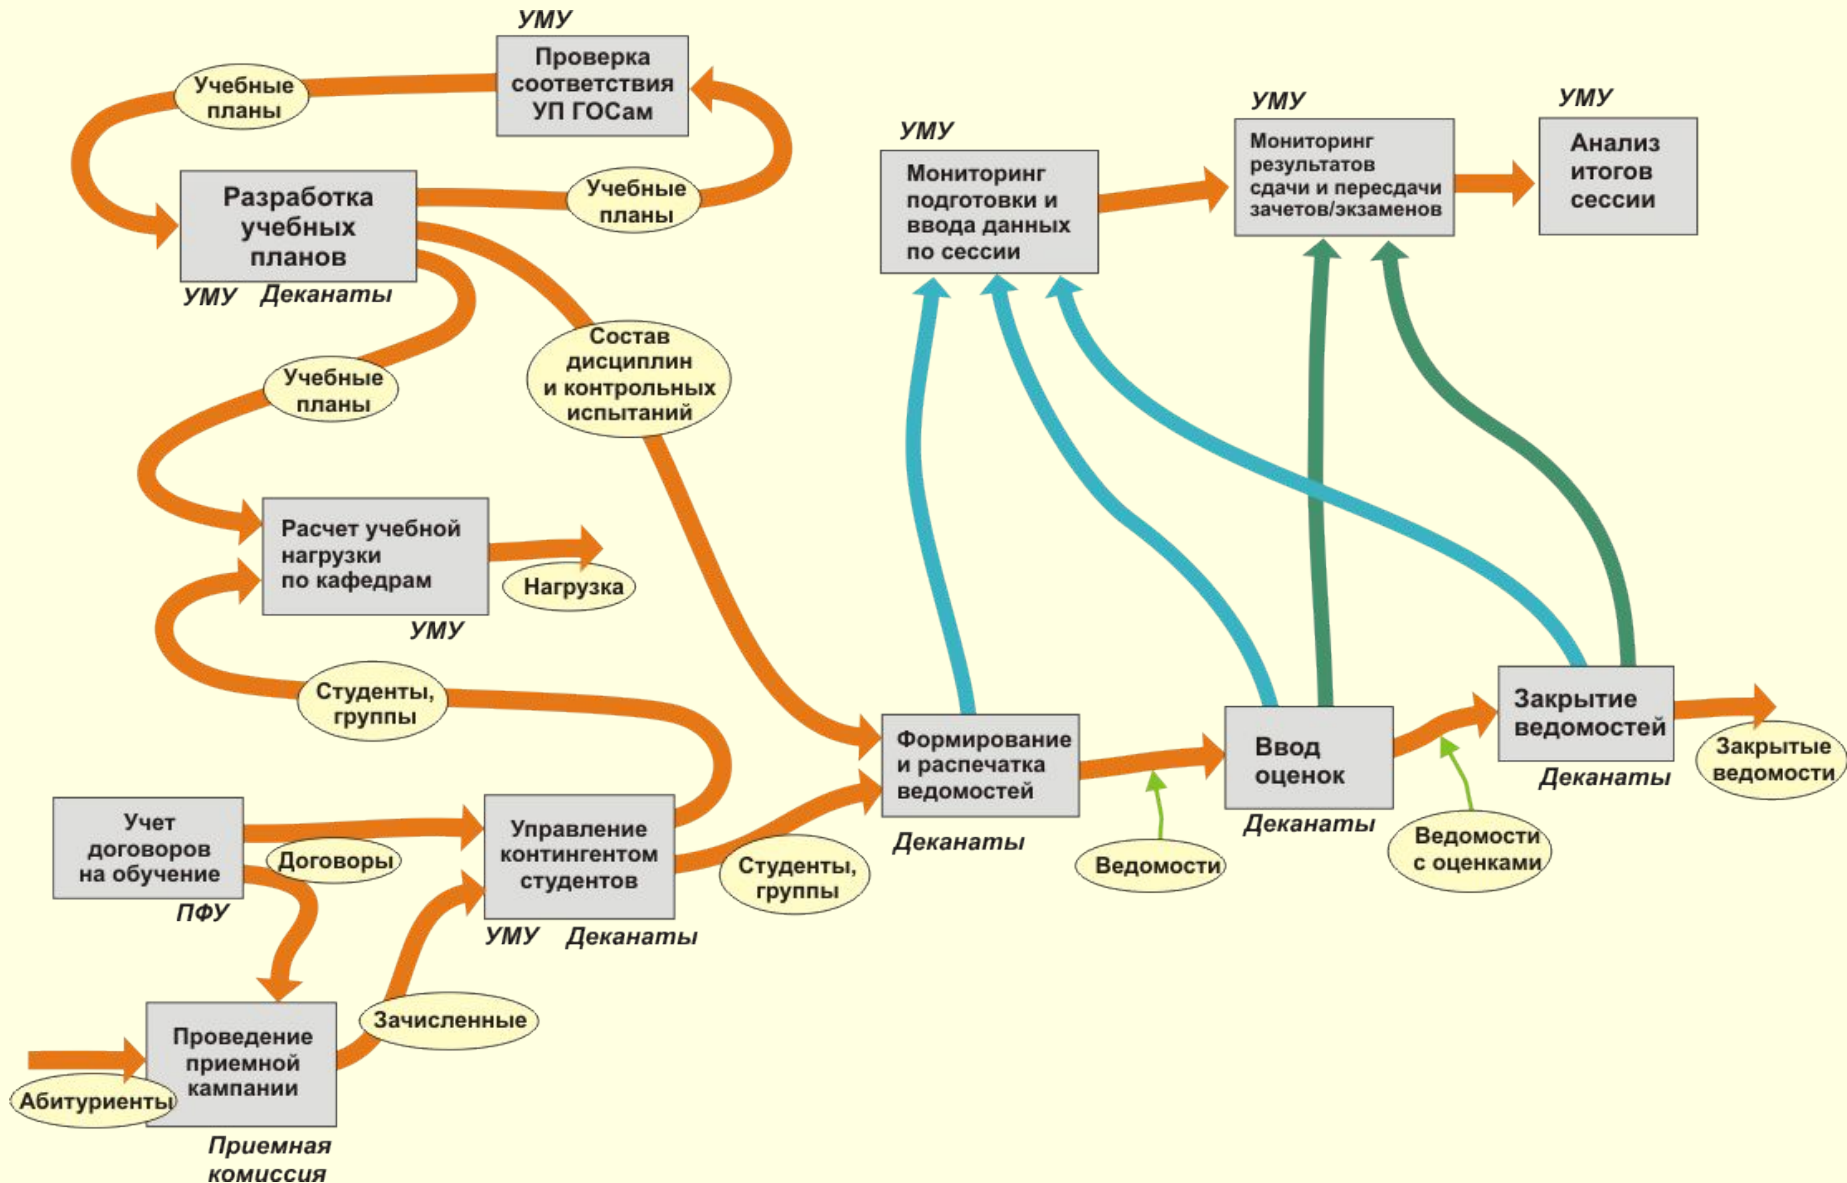 УМУ
Проверка
соответствия
УП ГОСам
Учебные
планы
Учебные
планы
Разработка
учебных
планов
УМУ Деканаты
УМУ
Мониторинг
подготовки и
ввода данных
по сессии
УМУ
Мониторинг
результатов
сдачи и пересдачи
зачетов/экзаменов
УМУ
Анализ
итогов
сессии
Учебные
планы
Состав
дисциплин
и контрольных
испытаний
Расчет учебной
нагрузки
по кафедрам
УМУ
Нагрузка
Студенты,
группы
Учет
договоров
на обучение
ПФУ
Договоры
Управление
контингентом
студентов
УМУ Деканаты
Студенты,
группы
Формирование
и распечатка
ведомостей
Деканаты
Ведомости
Ввод
оценок
Деканаты
Ведомости
с оценками
Закрытие
ведомостей
Деканаты
Закрытые
ведомости
Зачисленные
Проведение
приемной
кампании
Абитуриенты
Приемная
комиссия